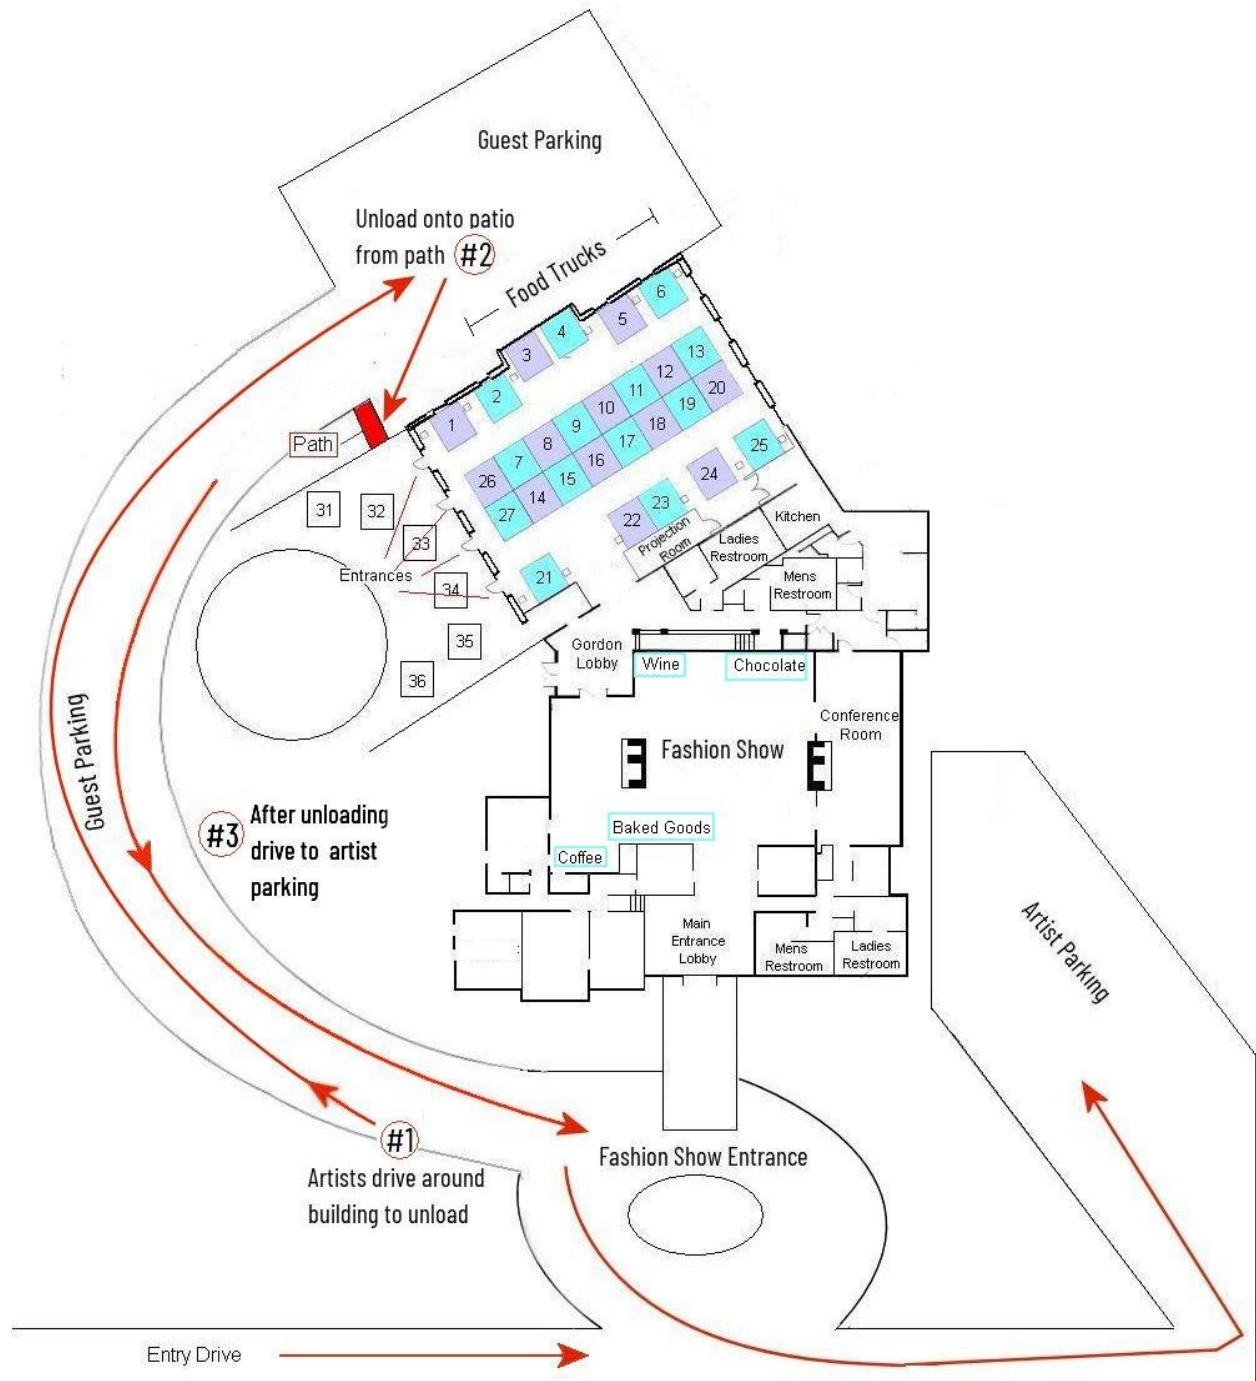 Guest Parking
Unload onto patio
from path #2
Food Trucks
6
5
4
3
2
1
13
12
11
10
9
8
7
26
20
19
18
17
16
15
14
27
25
24
23
22
21
Path
31
32
33
34
35
36
Entrances
Projection
Room
Ladies
Restroom
Kitchen
Mens
Restroom
Gordon
Lobby
Wine
Chocolate
Conference
Room
Fashion Show
Guest Parking
#3 After unloading
drive to artist
parking
Baked Goods
Coffee
Main
Entrance
Lobby
Mens
Restroom
Ladies
Restroom
Artist Parking
#1
Artists drive around
building to unload
Fashion Show Entrance
Entry Drive